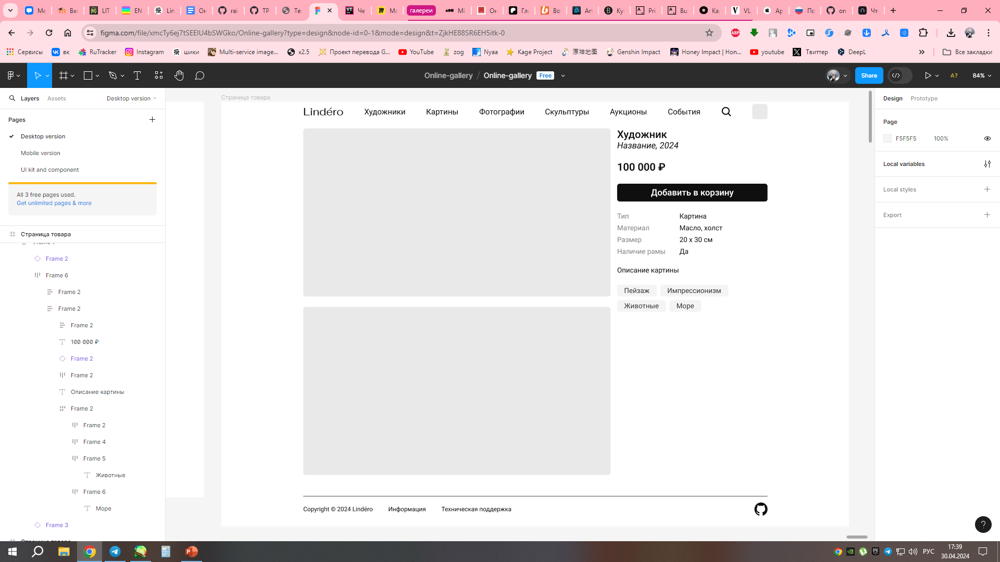 Ме
Вхо
LIT
EN
Lin
Он
rai
TP
Te:
Че
Ма
галереи
Mi
Он
Гла
Во
Art
Ку
Pri
Bu
Ка
VL
Ар
По
on
Чт
figma.com/file/xmcTy6ej7tSEElU4bSWGko/Online-gallery?type=design&node-id=0-1&mode=design&t=ZjkHE88SR6EH5itk-0
Сервисы
вк
RuTracker
Instagram
шики
Multi-service image...
x2.5
Проект перевода G...
YouTube
zog
Nyaa
Kage Project
原神地图
Genshin Impact
Honey Impact | Hon...
youtube
Твиттер
DeepL
Все закладки
Online-gallery / Online-gallery Free
Share
A?
84%
Layers
Assets
Desktop version
Pages
Desktop version
Mobile version
UI kit and component
All 3 free pages used.
Get unlimited pages & more
Страница товара
Frame 2
Frame 6
Frame 2
Frame 2
Frame 2
100 000 ₽
Frame 2
Frame 2
Описание картины
Frame 2
Frame 2
Frame 4
Frame 5
Животные
Frame 6
Море
Frame 3
Страница товара
Страница товара
Lindéro
Художники
Картины
Фотографии
Скульптуры
Аукционы
События
Художник
Название, 2024
100 000 ₽
Добавить в корзину
Тип Картина
Материал Масло, холст
Размер 20 х 30 см
Наличие рамы Да
Описание картины
Пейзаж Импрессионизм
Животные Море
Copyright © 2024 Lindéro
Информация
Техническая поддержка
Design
Prototype
Page
F5F5F5 100%
Local variables
Local styles
Export
?
РУС
17:39
30.04.2024